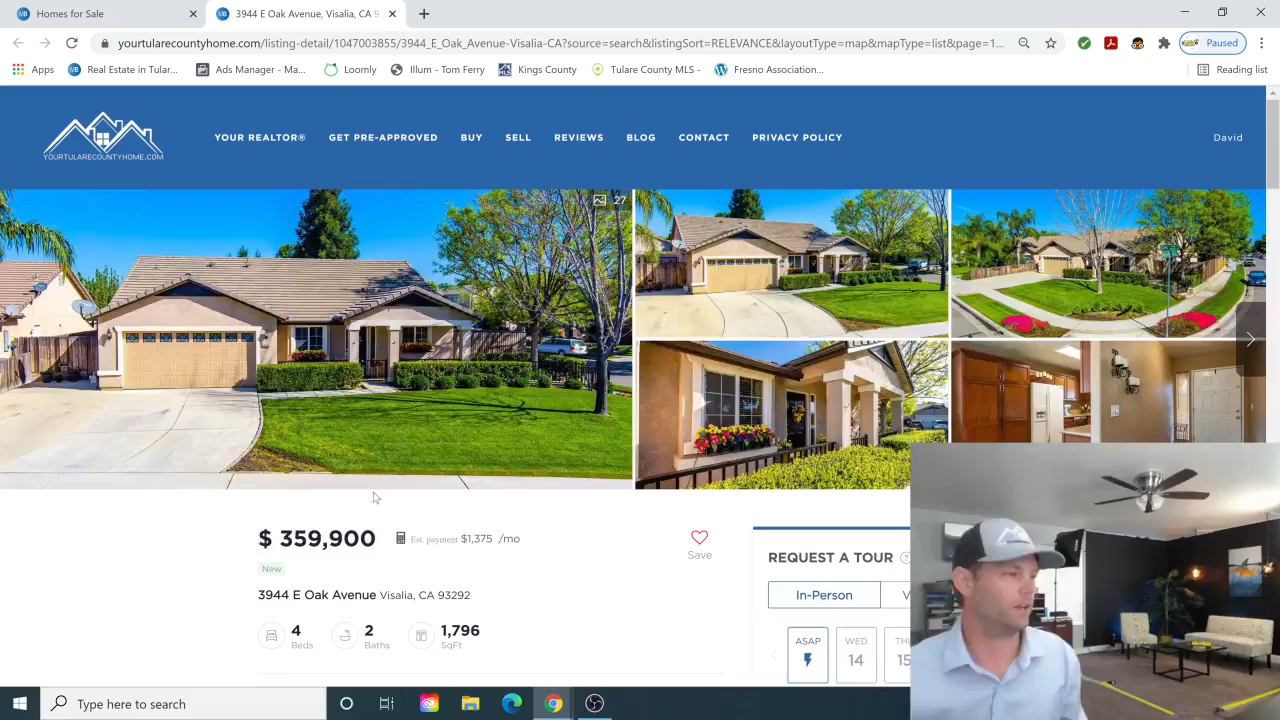 Homes for Sale
3944 E Oak Avenue, Visalia, CA 9
yourtularecountyhome.com/listing-detail/1047003895/3944_E_Oak_Avenue-Visalia-CA?source=search&listingSort=RELEVANCE&layoutType=map&mapType=list&page=1...
Paused
Apps
Real Estate in Tular...
Ads Manager - Ma...
Loomly
Illum - Tom Ferry
Kings County
Tulare County MLS -
Fresno Association...
Reading list
YOURTULARECOUNTYHOME.COM
YOUR REALTOR® GET PRE-APPROVED BUY SELL REVIEWS BLOG CONTACT PRIVACY POLICY
David
27
$ 359,900
Est. payment $1,375 /mo
Save
New
3944 E Oak Avenue Visalia, CA 93292
4
Beds
2
Baths
1,796
SqFt
REQUEST A TOUR
In-Person
V
ASAP
WED
14
THU
15
Type here to search